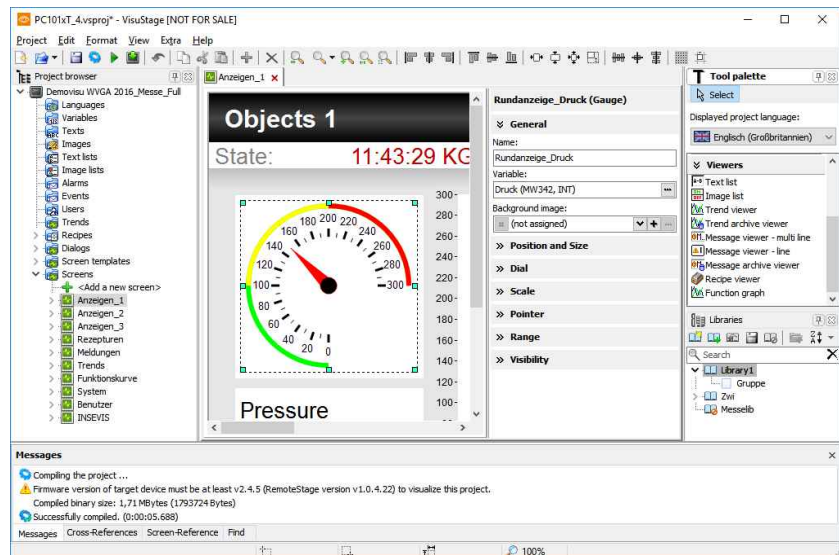 PC101xT_4.vsproj* - VisuStage [NOT FOR SALE]
Project Edit Format View Extra Help
Project browser
Demovisu WVGA 2016_Messe_Full
Languages
Variables
Texts
Images
Text lists
Image lists
Alarms
Events
Users
Trends
Recipes
Dialogs
Screen templates
Screens
<Add a new screen>
Anzeigen_1
Anzeigen_2
Anzeigen_3
Rezepturen
Meldungen
Trends
Funktionskurve
System
Benutzer
INSEVIS
Anzeigen_1
Objects 1
State: 11:43:29 KG
0
20
40
60
80
100
120
140
160
180
200
220
240
260
280
300
300
280
260
240
220
200
180
160
140
120
100
Pressure
Rundanzeige_Druck (Gauge)
General
Name:
Rundanzeige_Druck
Variable:
Druck (MW342, INT)
Background image:
(not assigned)
Position and Size
Dial
Scale
Pointer
Range
Visibility
Tool palette
Select
Displayed project language:
Englisch (Großbritannien)
Viewers
Text list
Image list
Trend viewer
Trend archive viewer
Message viewer - multi line
Message viewer - line
Message archive viewer
Recipe viewer
Function graph
Libraries
Search
Library1
Gruppe
Zwi
Messelib
Messages
Compiling the project ...
Firmware version of target device must be at least v2.4.5 (RemoteStage version v1.0.4.22) to visualize this project.
Compiled binary size: 1,71 MBytes (1793724 Bytes)
Successfully compiled. (0:00:05.688)
Messages Cross-References Screen-Reference Find
100%